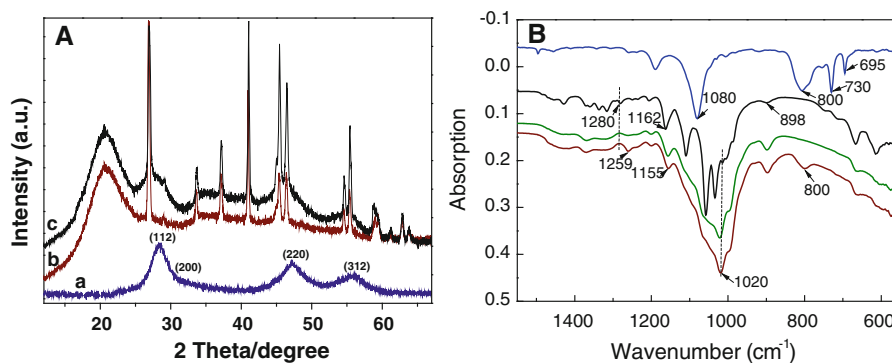 A
Intensity (a.u.)
c
b
a
(112)
(200)
(220)
(312)
20 30 40 50 60
2 Theta/degree
B
Absorption
-0.1
0.0
0.1
0.2
0.3
0.4
0.5
695
730
800
1080
1280
1162
898
1259
1155
800
1020
1400 1200 1000 800 600
Wavenumber (cm-1)